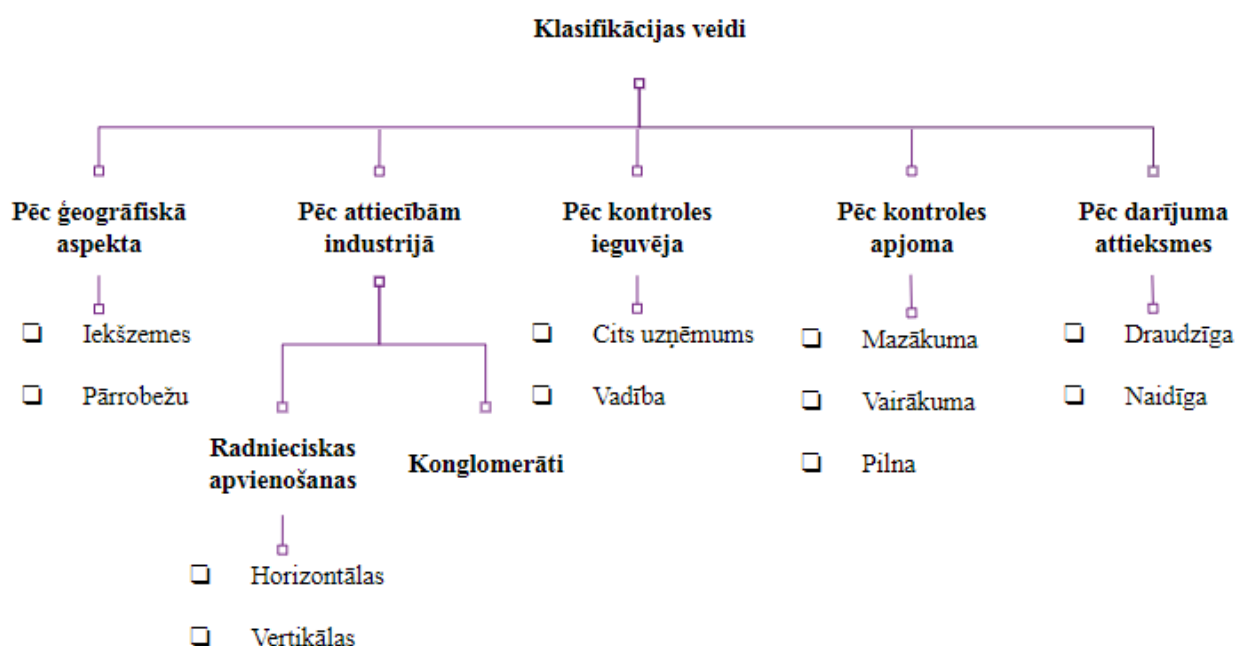 Klasifikācijas veidi
Pēc ģeogrāfiskā
aspekta
❏ Iekšzemes
❏ Pārrobežu
Pēc attiecībām
industrijā
Radnieciskas
apvienošanas
❏ Horizontālas
❏ Vertikālas
Konglomerāti
Pēc kontroles
ieguvēja
❏ Cits uzņēmums
❏ Vadība
Pēc kontroles
apjoma
❏ Mazākuma
❏ Vairākuma
❏ Pilna
Pēc darījuma
attieksmes
❏ Draudzīga
❏ Naidīga